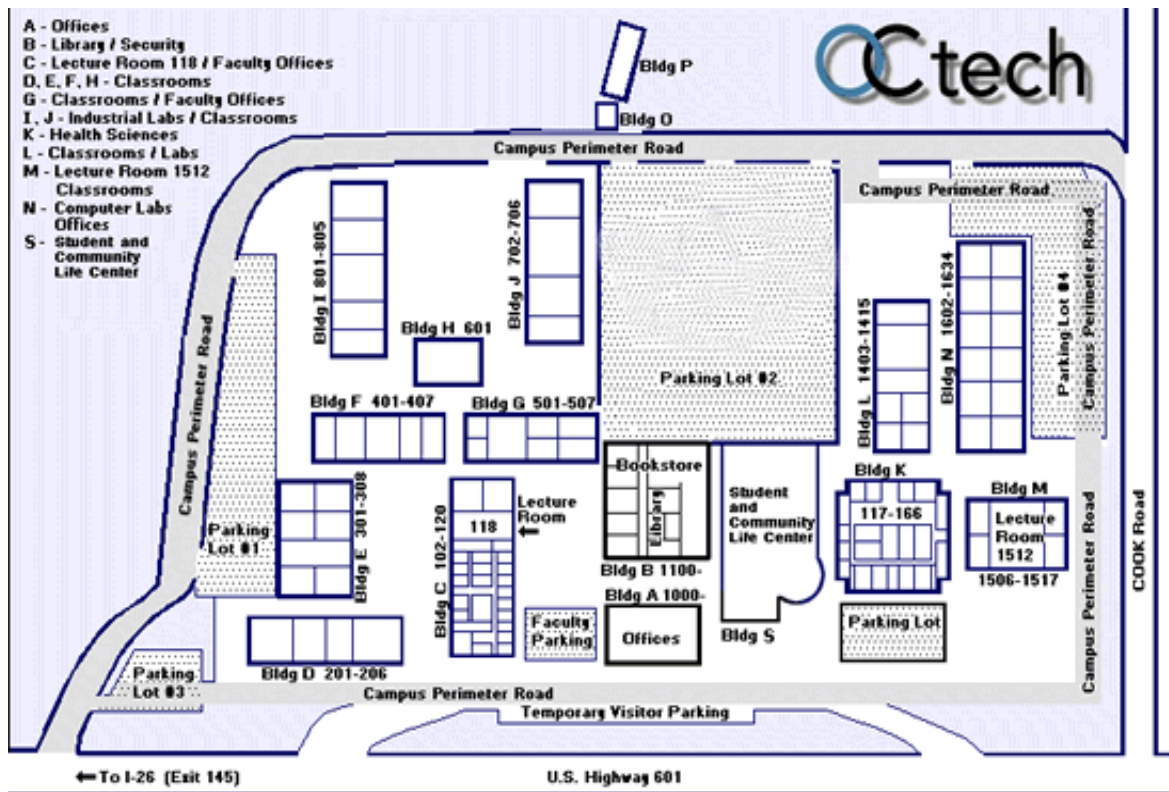 A - Offices
B - Library / Security
C - Lecture Room 118 / Faculty Offices
D, E, F, H - Classrooms
G - Classrooms / Faculty Offices
I, J - Industrial Labs / Classrooms
K - Health Sciences
L - Classrooms / Labs
M - Lecture Room 1512
Classrooms
N - Computer Labs
Offices
S - Student and
Community
Life Center
OCtech
Bldg P
Bldg O
Campus Perimeter Road
Campus Perimeter Road
Campus Perimeter Road
Campus Perimeter Road
Bldg I 801-805
Bldg J 702-706
Bldg H 601
Parking Lot #2
Bldg L 1403-1415
Bldg N 1602-1634
Parking Lot #4
Bldg F 401-407
Bldg G 501-507
Parking
Lot #1
Bldg E 301-308
Bldg C 102-120
118
Lecture
Room
Bookstore
Library
Bldg B 1100-
Student
and
Community
Life Center
Bldg K
117-166
Bldg M
Lecture
Room
1512
1506-1517
Campus Perimeter Road
COOK Road
Bldg A 1000-
Offices
Faculty
Parking
Bldg S
Parking Lot
Bldg D 201-206
Parking
Lot #3
Campus Perimeter Road
Temporary Visitor Parking
To I-26 (Exit 145)
U.S. Highway 601